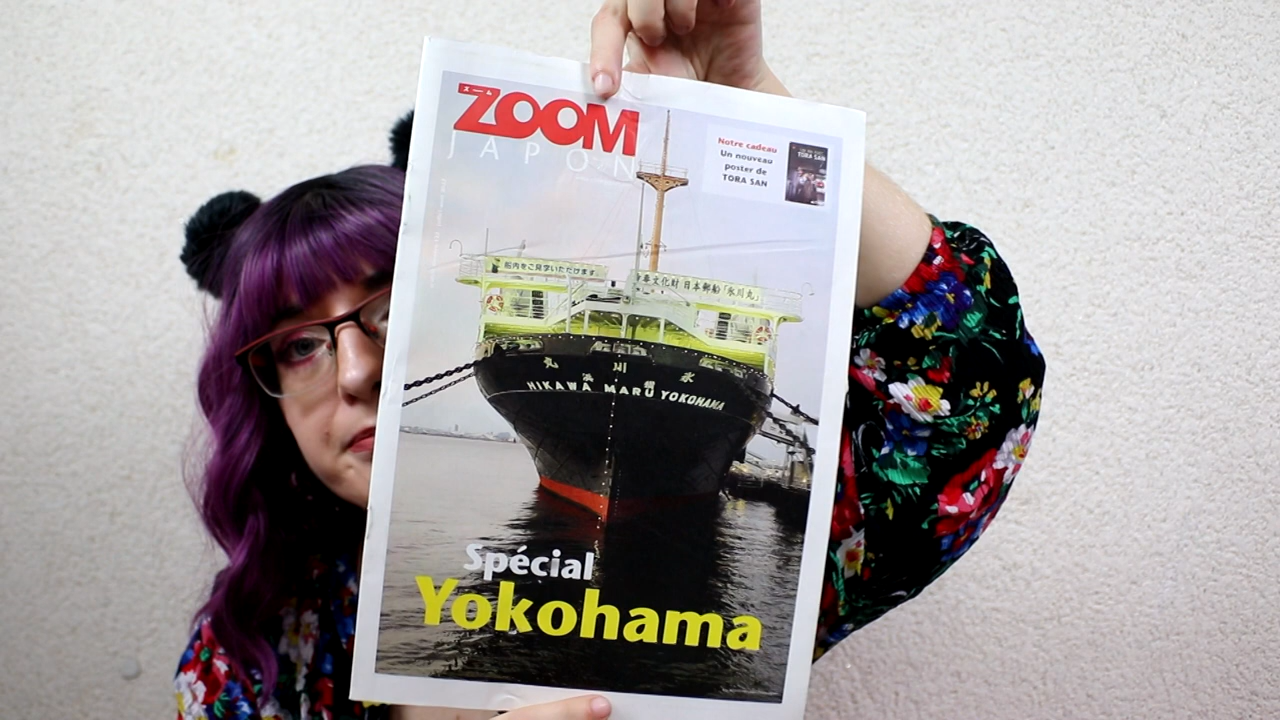 ズーム
ZOOM
JAPON
Notre cadeau
Un nouveau
poster de
TORA SAN
TORA SAN
船内をご見学いただけます
文化財 日本郵船「氷川丸」
丸 川 氷
HIKAWA MARU YOKOHAMA
Spécial
Yokohama